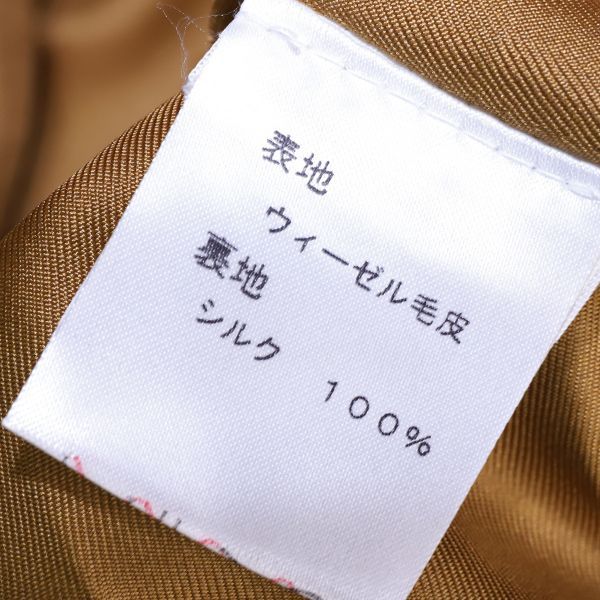 表地
ウィーゼル毛皮
裏地
シルク　１００％